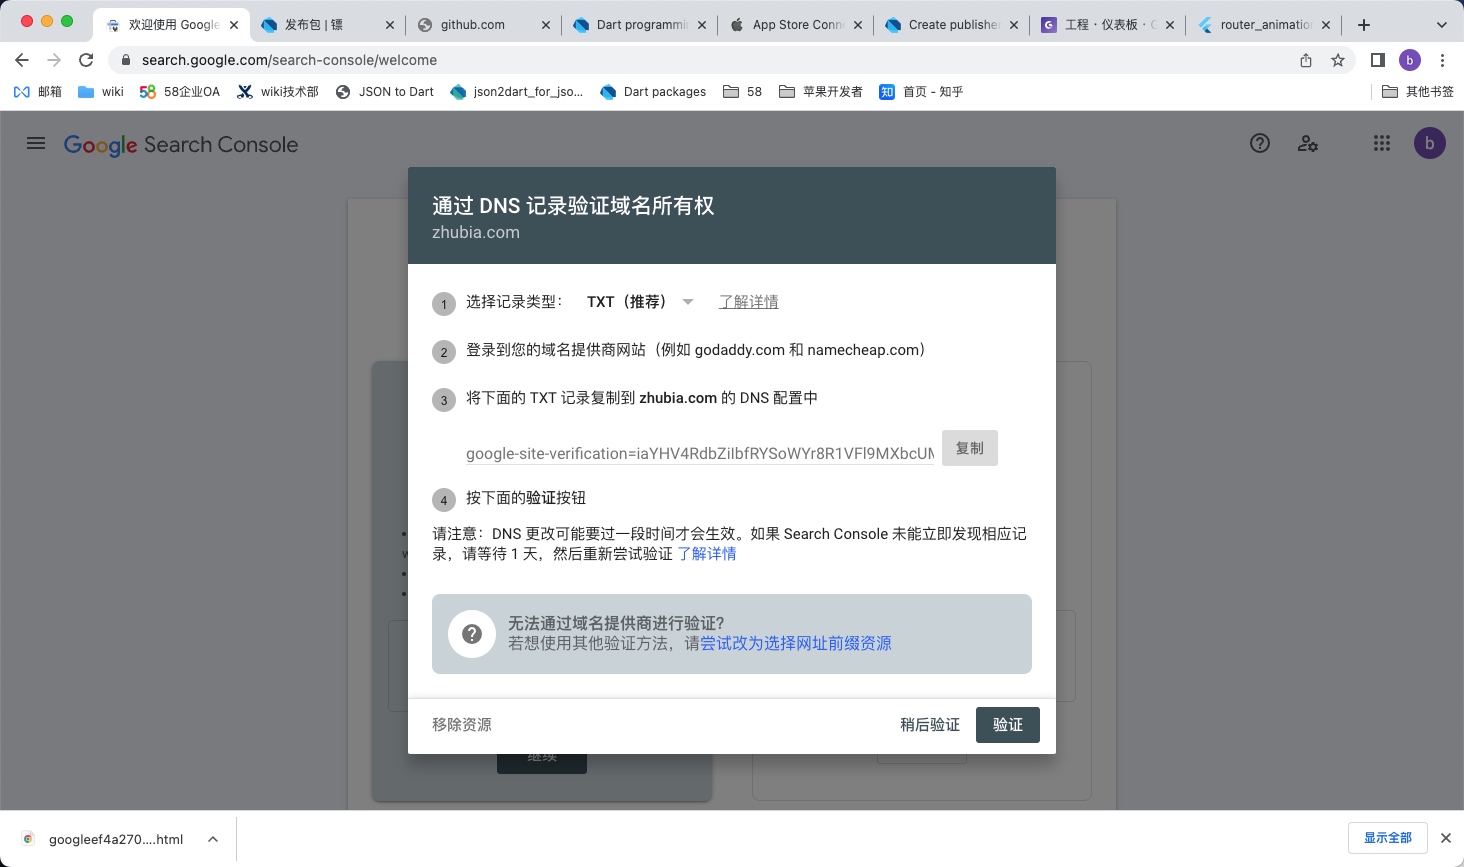 欢迎使用 Google
发布包 | 镖
github.com
Dart programmi
App Store Conn
Create publishe
工程 · 仪表板 · G
router_animatio
search.google.com/search-console/welcome
b
邮箱
wiki
58企业OA
wiki技术部
JSON to Dart
json2dart_for_jso...
Dart packages
58
苹果开发者
知 首页 - 知乎
其他书签
Google Search Console
b
通过 DNS 记录验证域名所有权
zhubia.com
1 选择记录类型： TXT（推荐） 了解详情
2 登录到您的域名提供商网站（例如 godaddy.com 和 namecheap.com）
3 将下面的 TXT 记录复制到 zhubia.com 的 DNS 配置中
google-site-verification=iaYHV4RdbZiIbfRYSoWYr8R1VFl9MXbcUM
复制
4 按下面的验证按钮
请注意：DNS 更改可能要过一段时间才会生效。如果 Search Console 未能立即发现相应记
录，请等待 1 天，然后重新尝试验证 了解详情
无法通过域名提供商进行验证?
若想使用其他验证方法，请尝试改为选择网址前缀资源
移除资源
稍后验证
验证
继续
googleef4a270....html
显示全部